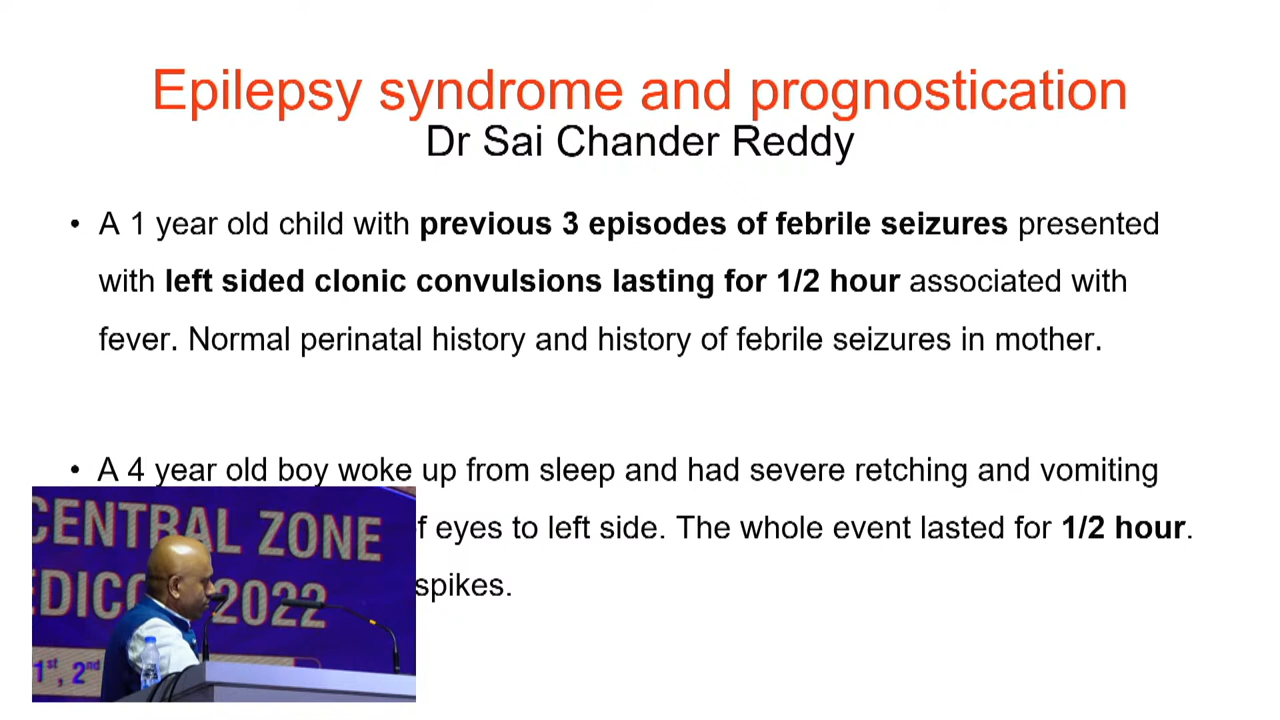 Epilepsy syndrome and prognostication
Dr Sai Chander Reddy
• A 1 year old child with previous 3 episodes of febrile seizures presented
with left sided clonic convulsions lasting for 1/2 hour associated with
fever. Normal perinatal history and history of febrile seizures in mother.
• A 4 year old boy woke up from sleep and had severe retching and vomiting
eyes to left side. The whole event lasted for 1/2 hour.
spikes.
CENTRAL ZONE
2022
1st, 2nd